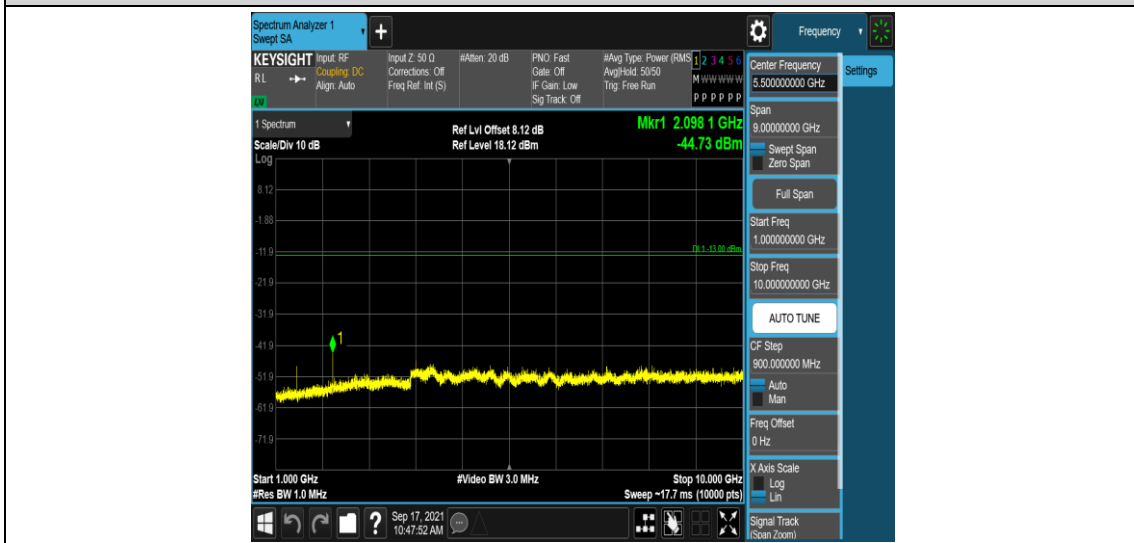 Spectrum Analyzer 1
Swept SA
+
Frequency
KEYSIGHT
RL
LXI
Input: RF
Coupling: DC
Align: Auto
Input Z: 50 Ω
Corrections: Off
Freq Ref: Int (S)
#Atten: 20 dB
PNO: Fast
Gate: Off
IF Gain: Low
Sig Track: Off
#Avg Type: Power (RMS
Avg|Hold: 50/50
Trig: Free Run
1 2 3 4 5 6
M W W W W W
P P P P P P
1 Spectrum
Scale/Div 10 dB
Ref Lvl Offset 8.12 dB
Ref Level 18.12 dBm
Mkr1 2.098 1 GHz
-44.73 dBm
Log
8.12
-1.88
-11.9
-21.9
-31.9
-41.9
-51.9
-61.9
-71.9
DL1 -13.00 dBm
1
Start 1.000 GHz
#Res BW 1.0 MHz
#Video BW 3.0 MHz
Stop 10.000 GHz
Sweep ~17.7 ms (10000 pts)
?
Sep 17, 2021
10:47:52 AM
Center Frequency
5.500000000 GHz
Settings
Span
9.00000000 GHz
Swept Span
Zero Span
Full Span
Start Freq
1.000000000 GHz
Stop Freq
10.000000000 GHz
AUTO TUNE
CF Step
900.000000 MHz
Auto
Man
Freq Offset
0 Hz
X Axis Scale
Log
Lin
Signal Track
(Span Zoom)